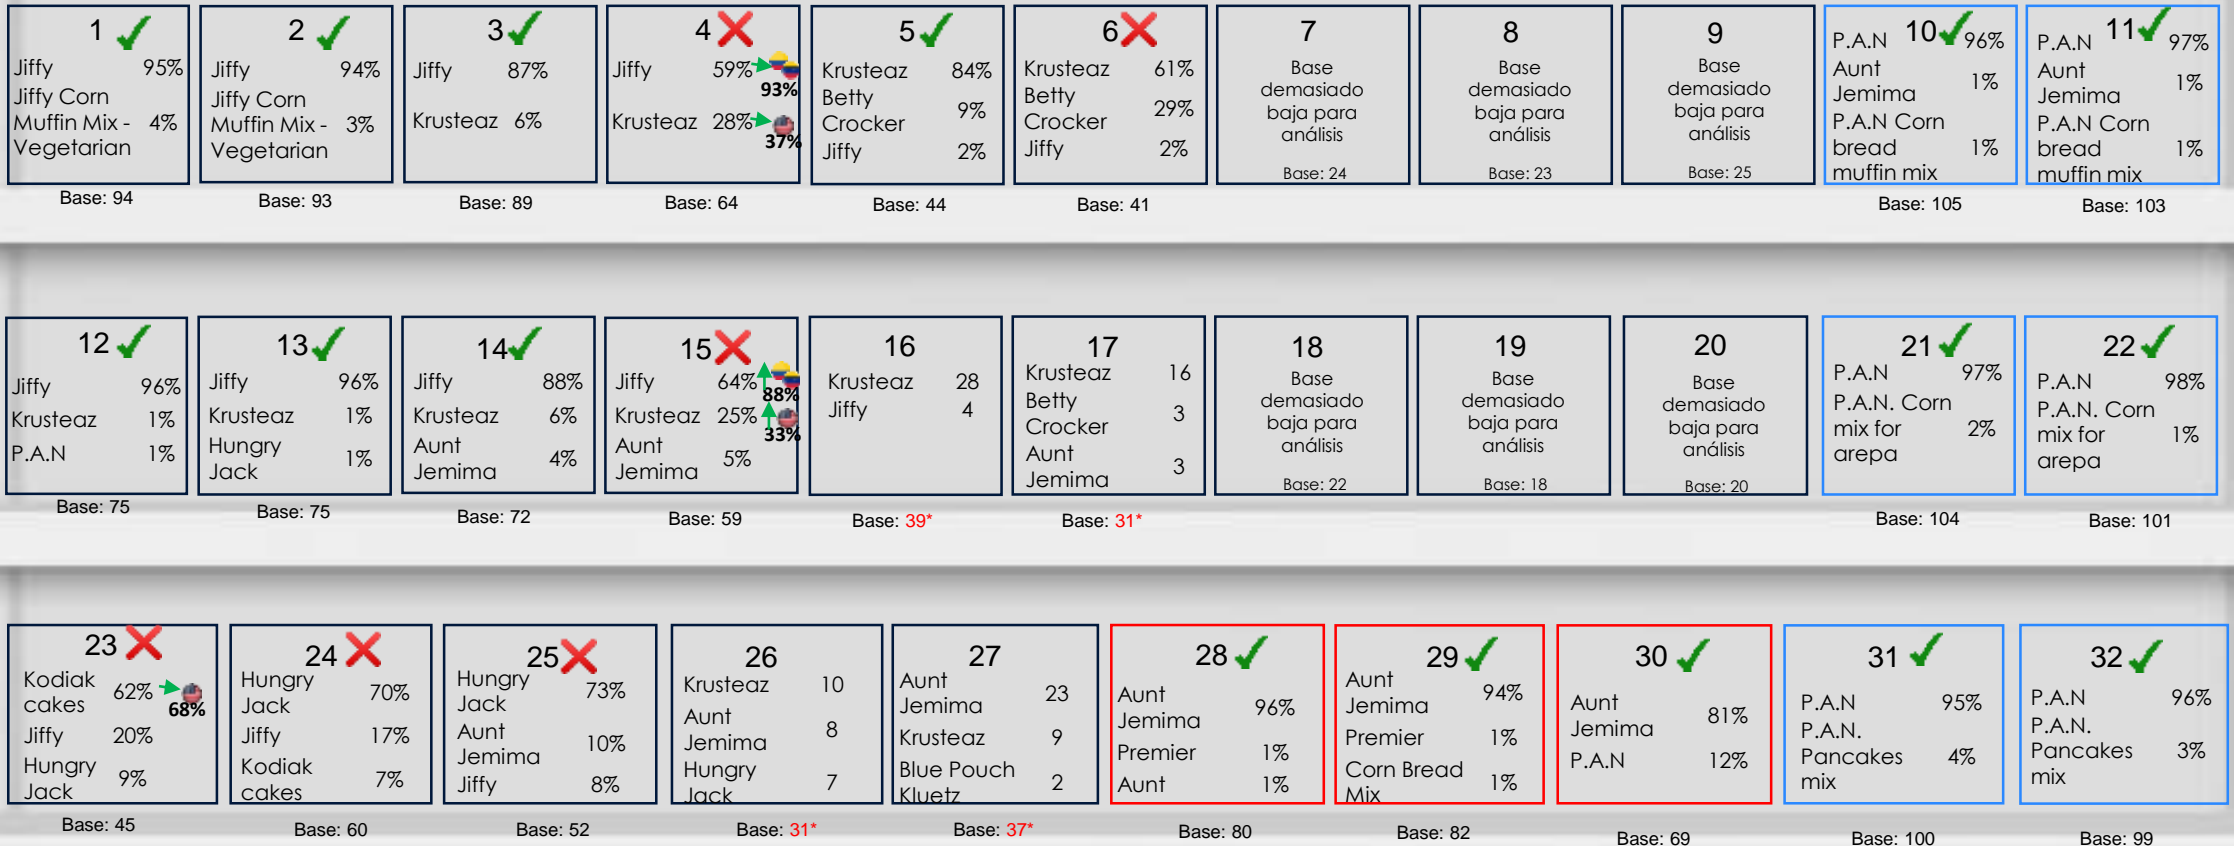 1
Jiffy 95%
Jiffy Corn
Muffin Mix - 4%
Vegetarian
Base: 94
2
Jiffy 94%
Jiffy Corn
Muffin Mix - 3%
Vegetarian
Base: 93
3
Jiffy 87%
Krusteaz 6%
Base: 89
4
Jiffy 59%
93%
Krusteaz 28%
37%
Base: 64
5
Krusteaz 84%
Betty
Crocker 9%
Jiffy 2%
Base: 44
6
Krusteaz 61%
Betty
Crocker 29%
Jiffy 2%
Base: 41
7
Base
demasiado
baja para
análisis
Base: 24
8
Base
demasiado
baja para
análisis
Base: 23
9
Base
demasiado
baja para
análisis
Base: 25
10
P.A.N 96%
Aunt
Jemima 1%
P.A.N Corn
bread 1%
muffin mix
Base: 105
11
P.A.N 97%
Aunt
Jemima 1%
P.A.N Corn
bread 1%
muffin mix
Base: 103
12
Jiffy 96%
Krusteaz 1%
P.A.N 1%
Base: 75
13
Jiffy 96%
Krusteaz 1%
Hungry
Jack 1%
Base: 75
14
Jiffy 88%
Krusteaz 6%
Aunt
Jemima 4%
Base: 72
15
Jiffy 64%
88%
Krusteaz 25%
33%
Aunt
Jemima 5%
Base: 59
16
Krusteaz 28
Jiffy 4
Base: 39*
17
Krusteaz 16
Betty
Crocker 3
Aunt
Jemima 3
Base: 31*
18
Base
demasiado
baja para
análisis
Base: 22
19
Base
demasiado
baja para
análisis
Base: 18
20
Base
demasiado
baja para
análisis
Base: 20
21
P.A.N 97%
P.A.N. Corn
mix for 2%
arepa
Base: 104
22
P.A.N 98%
P.A.N. Corn
mix for 1%
arepa
Base: 101
23
Kodiak
cakes 62%
68%
Jiffy 20%
Hungry
Jack 9%
Base: 45
24
Hungry
Jack 70%
Jiffy 17%
Kodiak
cakes 7%
Base: 60
25
Hungry
Jack 73%
Aunt
Jemima 10%
Jiffy 8%
Base: 52
26
Krusteaz 10
Aunt
Jemima 8
Hungry
Jack 7
Base: 31*
27
Aunt
Jemima 23
Krusteaz 9
Blue Pouch
Kluetz 2
Base: 37*
28
Aunt
Jemima 96%
Premier 1%
Aunt 1%
Base: 80
29
Aunt
Jemima 94%
Premier 1%
Corn Bread
Mix 1%
Base: 82
30
Aunt
Jemima 81%
P.A.N 12%
Base: 69
31
P.A.N 95%
P.A.N.
Pancakes 4%
mix
Base: 100
32
P.A.N 96%
P.A.N.
Pancakes 3%
mix
Base: 99